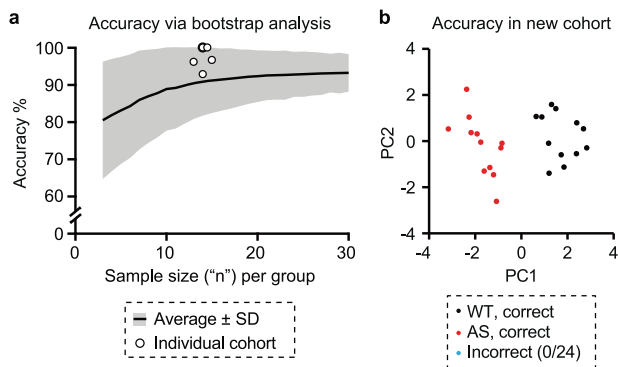 a
Accuracy via bootstrap analysis
Accuracy %
100
90
80
70
60
0
0
10
20
30
Sample size ("n") per group
Average ± SD
Individual cohort
b
Accuracy in new cohort
PC2
4
2
0
-2
-4
-4
-2
0
2
4
PC1
WT, correct
AS, correct
Incorrect (0/24)